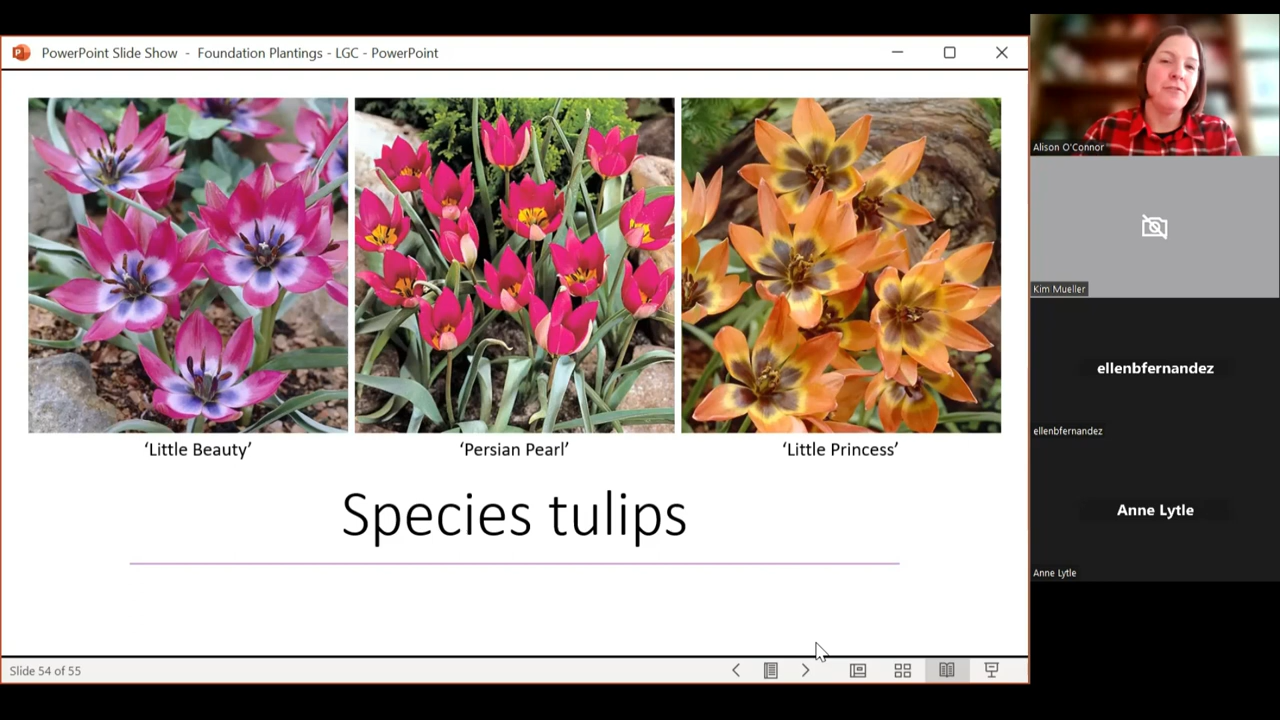 PowerPoint Slide Show - Foundation Plantings - LGC - PowerPoint
‘Little Beauty’
‘Persian Pearl’
‘Little Princess’
Species tulips
Slide 54 of 55
Alison O'Connor
Kim Mueller
ellenbfernandez
ellenbfernandez
Anne Lytle
Anne Lytle